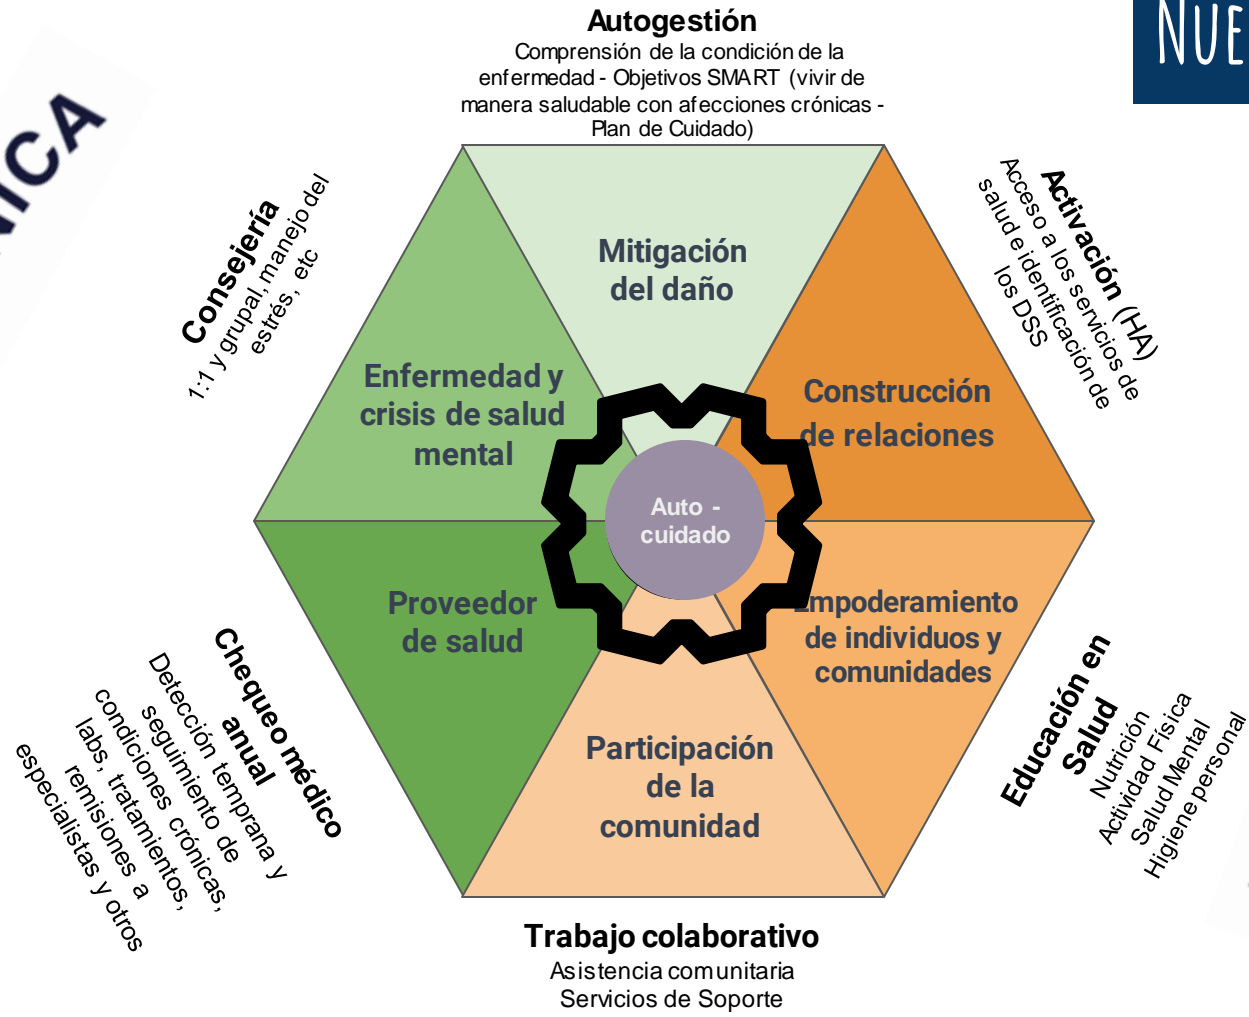 Autogestión
Comprensión de la condición de la
enfermedad - Objetivos SMART (vivir de
manera saludable con afecciones crónicas -
Plan de Cuidado)
NUE
NICA
Consejería
1:1 y grupal, manejo del
estrés, etc
Activación (HA)
Acceso a los servicios de
salud e identificación de
los DSS
Mitigación
del daño
Enfermedad y
crisis de salud
mental
Construcción
de relaciones
Auto -
cuidado
Proveedor
de salud
Empoderamiento
de individuos y
comunidades
Participación
de la
comunidad
Chequeo médico
anual
Detección temprana y
seguimiento de
condiciones crónicas,
labs, tratamientos,
remisiones a
especialistas y otros
Educación en
Salud
Nutrición
Actividad Física
Salud Mental
Higiene personal
Trabajo colaborativo
Asistencia comunitaria
Servicios de Soporte